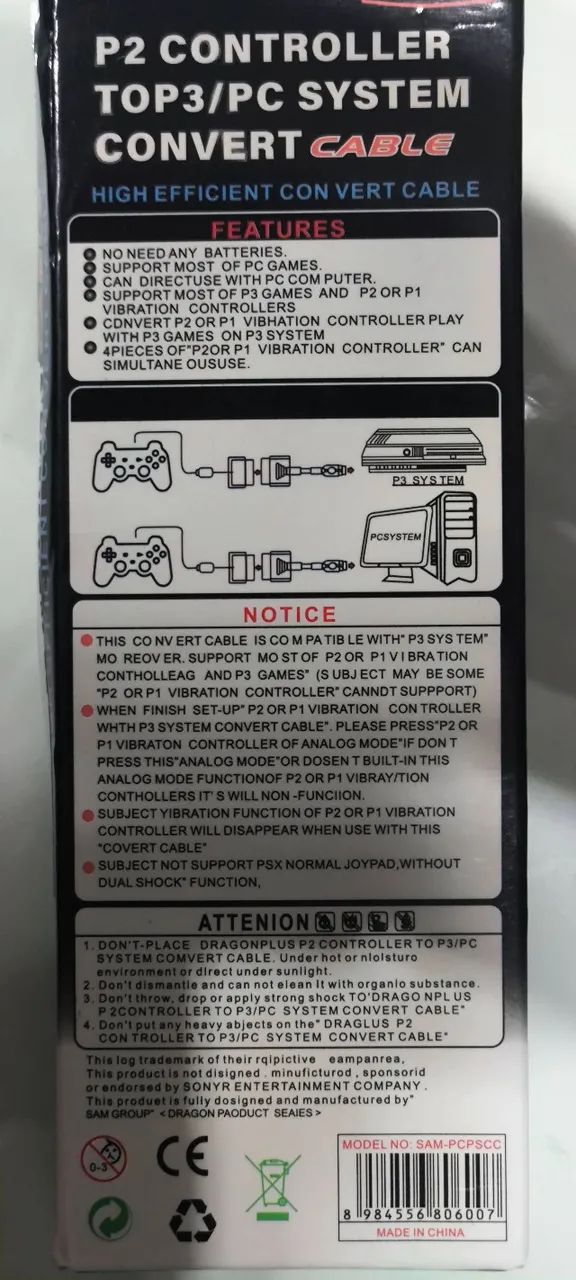 P2 CONTROLLER
TOP3/PC SYSTEM
CONVERT CABLE
HIGH EFFICIENT CON VERT CABLE
FEATURES
NO NEED ANY BATTERIES.
SUPPORT MOST OF PC GAMES.
CAN DIRECTUSE WITH PC COM PUTER.
SUPPORT MOST OF P3 GAMES AND P2 OR P1
VIBRATION CONTROLLERS
CDNVERT P2 OR P1 VIBHATION CONTROLLER PLAY
WITH P3 GAMES ON P3 SYSTEM
4PIECES OF"P2OR P1 VIBRATION CONTROLLER" CAN
SIMULTANE OUSUSE.
P3 SYS TEM
PCSYSTEM
NOTICE
THIS CO NV ERT CABLE IS CO M PA TIB LE WITH" P3 SYS TEM"
MO REOV ER. SUPPORT MO ST OF P2 OR P1 V I BRA TION
CONTHOLLEAG AND P3 GAMES" (S UBJ ECT MAY BE SOME
"P2 OR P1 VIBRATION CONTROLLER" CANNDT SUPPPORT)
WHEN FINISH SET-UP" P2 OR P1 VIBRATION CON TROLLER
WHTH P3 SYSTEM CONVERT CABLE". PLEASE PRESS"P2 OR
P1 VIBRATON CONTROLLER OF ANALOG MODE"IF DON T
PRESS THIS"ANALOG MODE"OR DOSEN T BUILT-IN THIS
ANALOG MODE FUNCTIONOF P2 OR P1 VIBRAY/TION
CONTHOLLERS IT' S WILL NON -FUNCIION.
SUBJECT YIBRATION FUNCTION OF P2 OR P1 VIBRATION
CONTROLLER WILL DISAPPEAR WHEN USE WITH THIS
"COVERT CABLE"
SUBJECT NOT SUPPORT PSX NORMAL JOYPAD,WITHOUT
DUAL SHOCK" FUNCTION,
ATTENION
1. DON'T-PLACE DRAGONPLUS P2 CONTROLLER TO P3/PC
SYSTEM COMVERT CABLE. Under hot or nlolsturo
environment or dlrect under sunlight.
2. Don't dismantle and can not elean It with organlo substance.
3. Don't throw, drop or apply strong shock TO'DRAGO NPL US
P 2CONTROLLER TO P3/PC SYSTEM CONVERT CABLE"
4. Don't put any heavy abjects on the" DRAGLUS P2
CON TROLLER TO P3/PC SYSTEM CONVERT CABLE"
This log trademark of their rqipictive eampanrea,
This product is not disigned . minufictured , sponsorid
or endorsed by SONYR ENTERTAINMENT COMPANY .
This produet is fully dosigned and manufactured by"
SAM GROUP" < DRAGON PAODUCT SEAIES >
0-3
CE
MODEL NO: SAM-PCPSCC
8 984556 806007
MADE IN CHINA